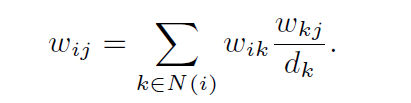 w_{ij} = \sum_{k \in N(i)} w_{ik} \frac{w_{kj}}{d_k}.